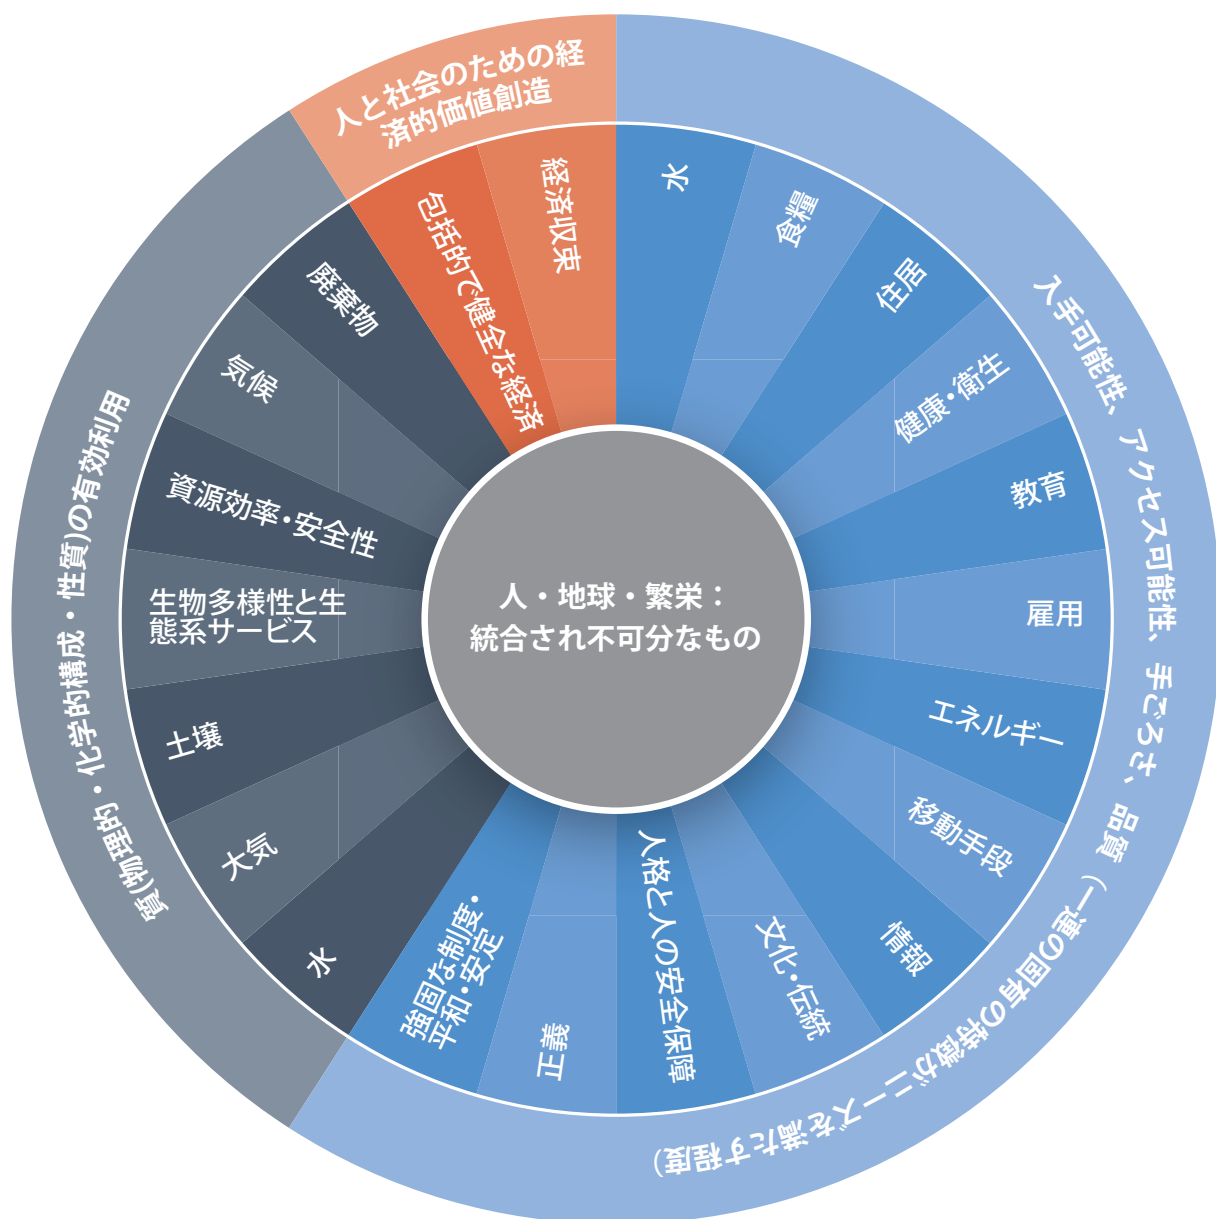 人と社会のための経
済的価値創造
入手可能性、アクセス可能性、手ごろさ、品質（一連の固有の特徴がニーズを満たす程度）
質(物理的・化学的構成・性質)の有効利用
水
食糧
住居
健康・衛生
教育
雇用
エネルギー
移動手段
情報
文化・伝統
人格と人の安全保障
正義
強固な制度・
平和・安定
水
大気
土壌
生物多様性と生
態系サービス
資源効率・安全性
気候
廃棄物
包括的で健全な経済
経済収束
人・地球・繁栄：
統合され不可分なもの